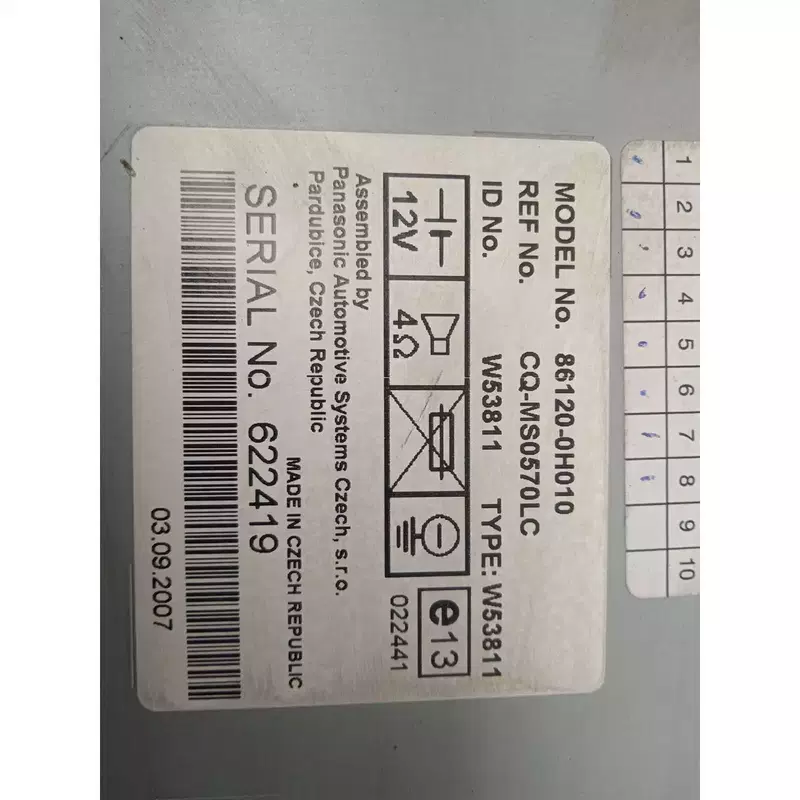 1 2 3 4 5 6 7 8 9 10
MODEL No. 86120-0H010
REF No. CQ-MS0570LC
ID No. W53811 TYPE: W53811
12V 4Ω e13
022441
Assembled by
Panasonic Automotive Systems Czech, s.r.o.
Pardubice, Czech Republic
MADE IN CZECH REPUBLIC
SERIAL No. 622419
03.09.2007